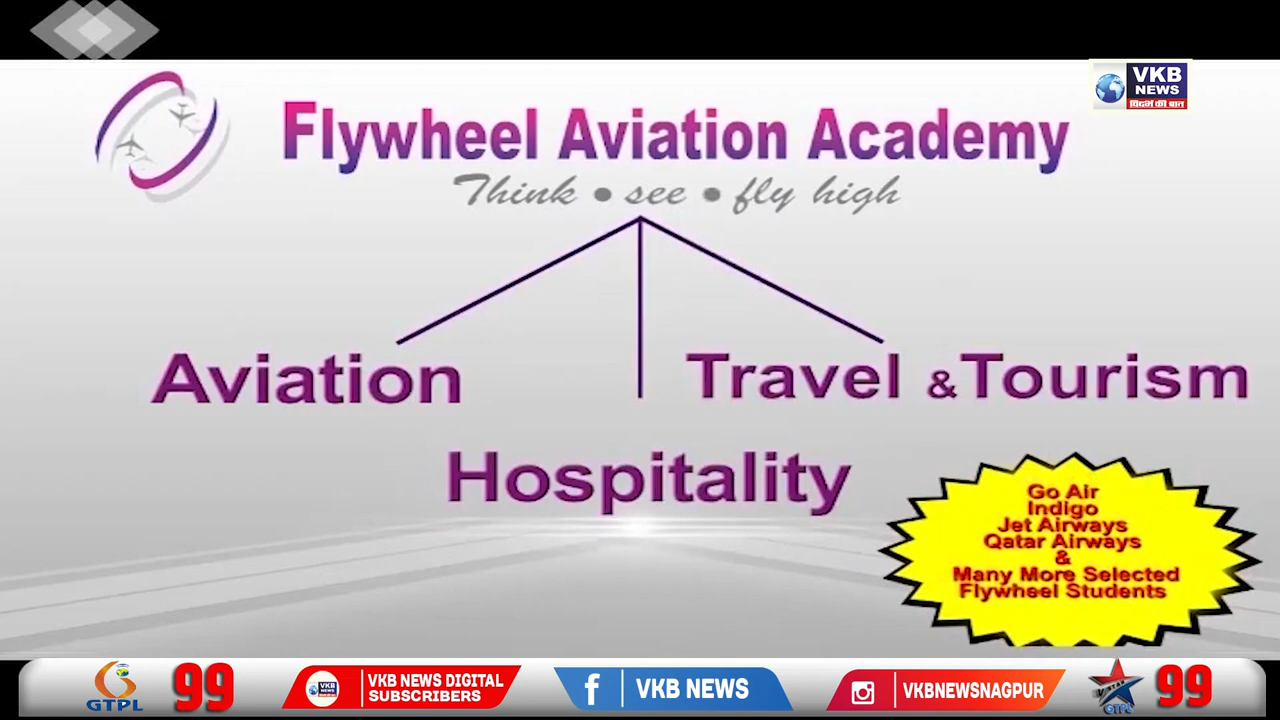 VKB
NEWS
विदर्भ की बात
Flywheel Aviation Academy
Think • see • fly high
Aviation
Travel & Tourism
Hospitality
Go Air
Indigo
Jet Airways
Qatar Airways
&
Many More Selected
Flywheel Students
GTPL
99
VKB NEWS DIGITAL
SUBSCRIBERS
VKB NEWS
VKBNEWSNAGPUR
GTPL
99